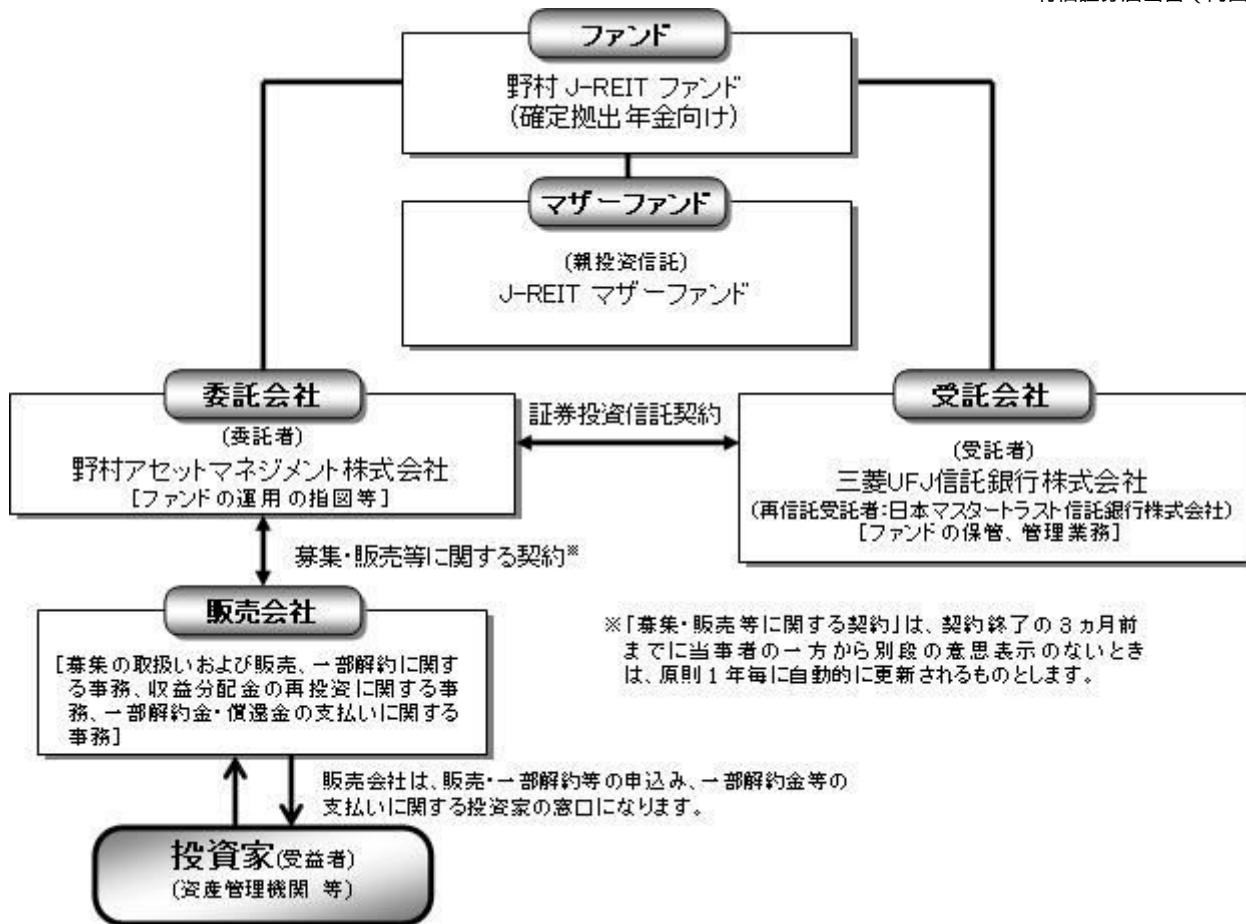 ファンド
野村 J-REIT ファンド
(確定拠出年金向け)
マザーファンド
(親投資信託)
J-REIT マザーファンド
委託会社
(委託者)
野村アセットマネジメント株式会社
[ファンドの運用の指図等]
証券投資信託契約
受託会社
(受託者)
三菱UFJ信託銀行株式会社
(再信託受託者:日本マスタートラスト信託銀行株式会社)
[ファンドの保管、管理業務]
募集・販売等に関する契約※
販売会社
[募集の取扱いおよび販売、一部解約に関す
る事務、収益分配金の再投資に関する事
務、一部解約金・償還金の支払いに関する
事務]
※「募集・販売等に関する契約」は、契約終了の3ヵ月前
までに当事者の一方から別段の意思表示のないとき
は、原則1年毎に自動的に更新されるものとします。
販売会社は、販売・一部解約等の申込み、一部解約金等の
支払いに関する投資家の窓口になります。
投資家(受益者)
(資産管理機関 等)